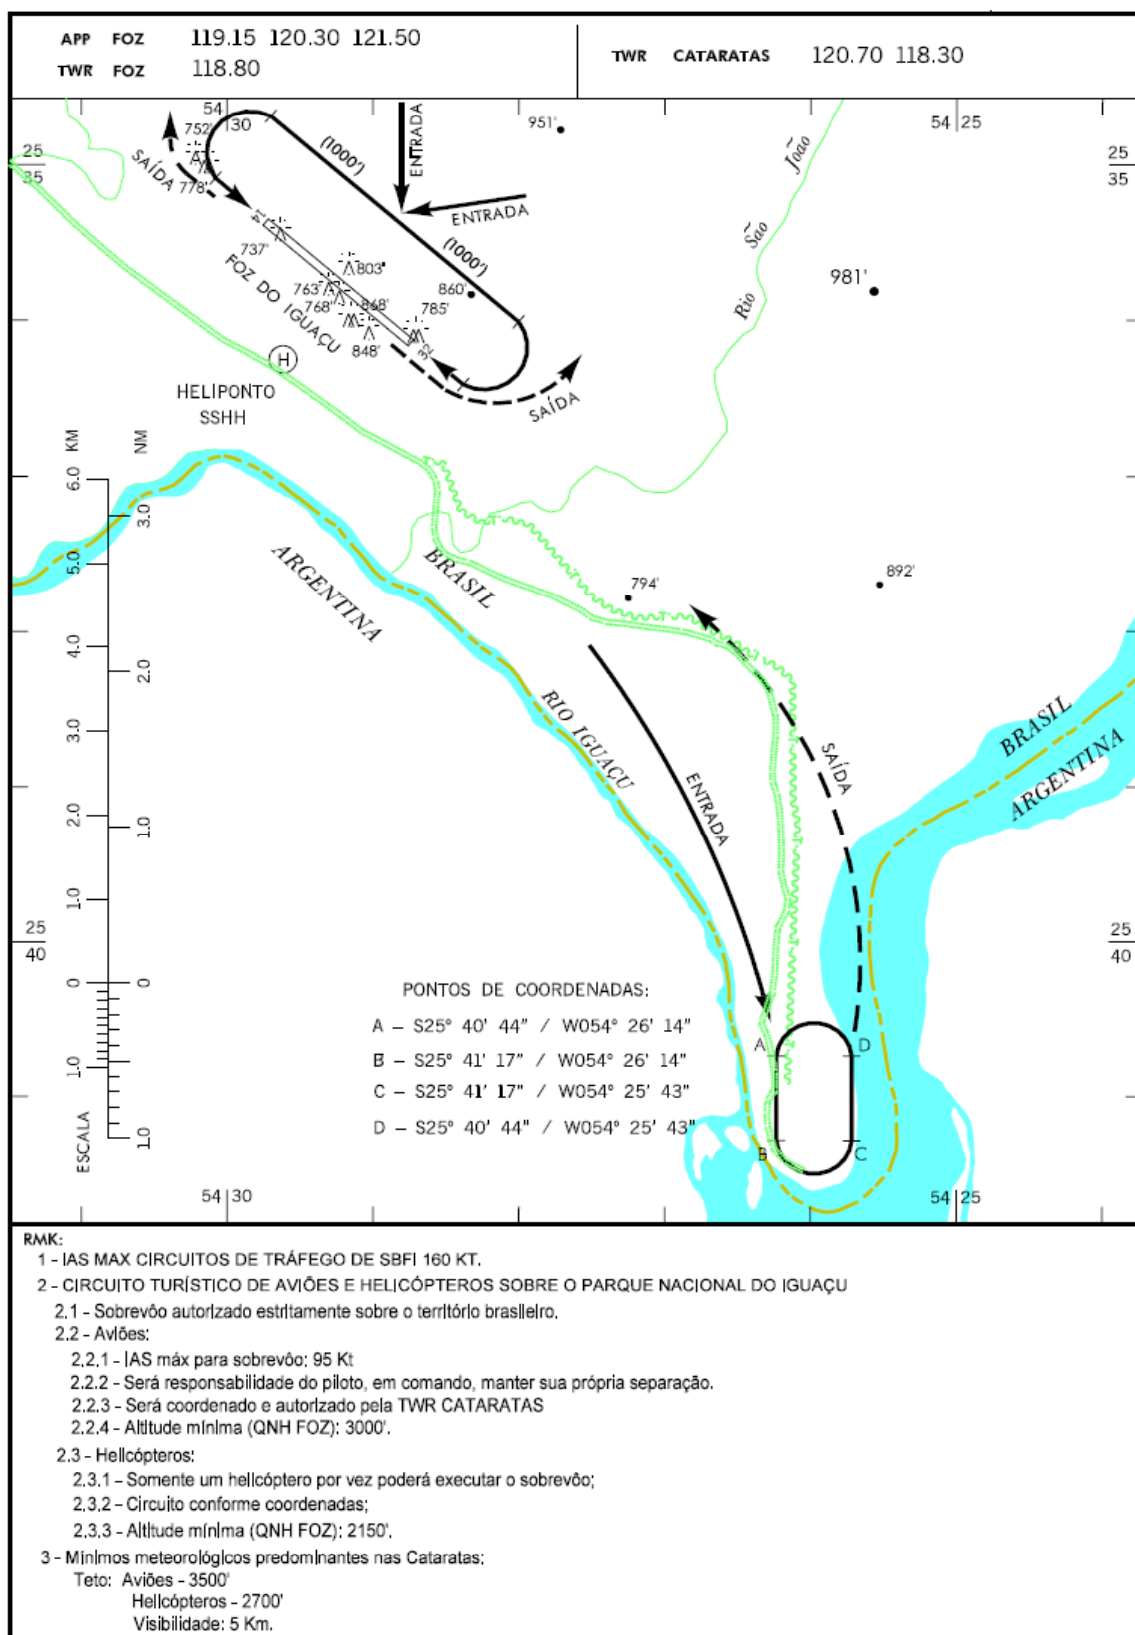 APP FOZ 119.15 120.30 121.50
TWR FOZ 118.80
TWR CATARATAS 120.70 118.30
54 30
54 25
25 35
25 35
752'
778'
SAÍDA
14
(1000')
ENTRADA
ENTRADA
(1000')
951'
João
São
Rio
981'
737'
803'
763'
768'
868'
860'
785'
848'
FOZ DO IGUAÇU
32
SAÍDA
H
HELIPONTO
SSHH
KM
NM
6.0
5.0
4.0
3.0
2.0
1.0
0
1.0
3.0
2.0
1.0
0
1.0
ESCALA
BRASIL
ARGENTINA
794'
892'
RIO IGUAÇU
ENTRADA
SAÍDA
BRASIL
ARGENTINA
25 40
25 40
PONTOS DE COORDENADAS:
A – S25° 40' 44" / W054° 26' 14"
B – S25° 41' 17" / W054° 26' 14"
C – S25° 41' 17" / W054° 25' 43"
D – S25° 40' 44" / W054° 25' 43"
A
D
B
C
54 30
54 25
RMK:
1 - IAS MAX CIRCUITOS DE TRÁFEGO DE SBFI 160 KT.
2 - CIRCUITO TURÍSTICO DE AVIÕES E HELICÓPTEROS SOBRE O PARQUE NACIONAL DO IGUAÇU
2.1 - Sobrevôo autorizado estritamente sobre o território brasileiro.
2.2 - Aviões:
2.2.1 - IAS máx para sobrevôo: 95 Kt
2.2.2 - Será responsabilidade do piloto, em comando, manter sua própria separação.
2.2.3 - Será coordenado e autorizado pela TWR CATARATAS
2.2.4 - Altitude mínima (QNH FOZ): 3000'.
2.3 - Helicópteros:
2.3.1 - Somente um helicóptero por vez poderá executar o sobrevôo;
2.3.2 - Circuito conforme coordenadas;
2.3.3 - Altitude mínima (QNH FOZ): 2150'.
3 - Mínimos meteorológicos predominantes nas Cataratas:
Teto: Aviões - 3500'
Helicópteros - 2700'
Visibilidade: 5 Km.